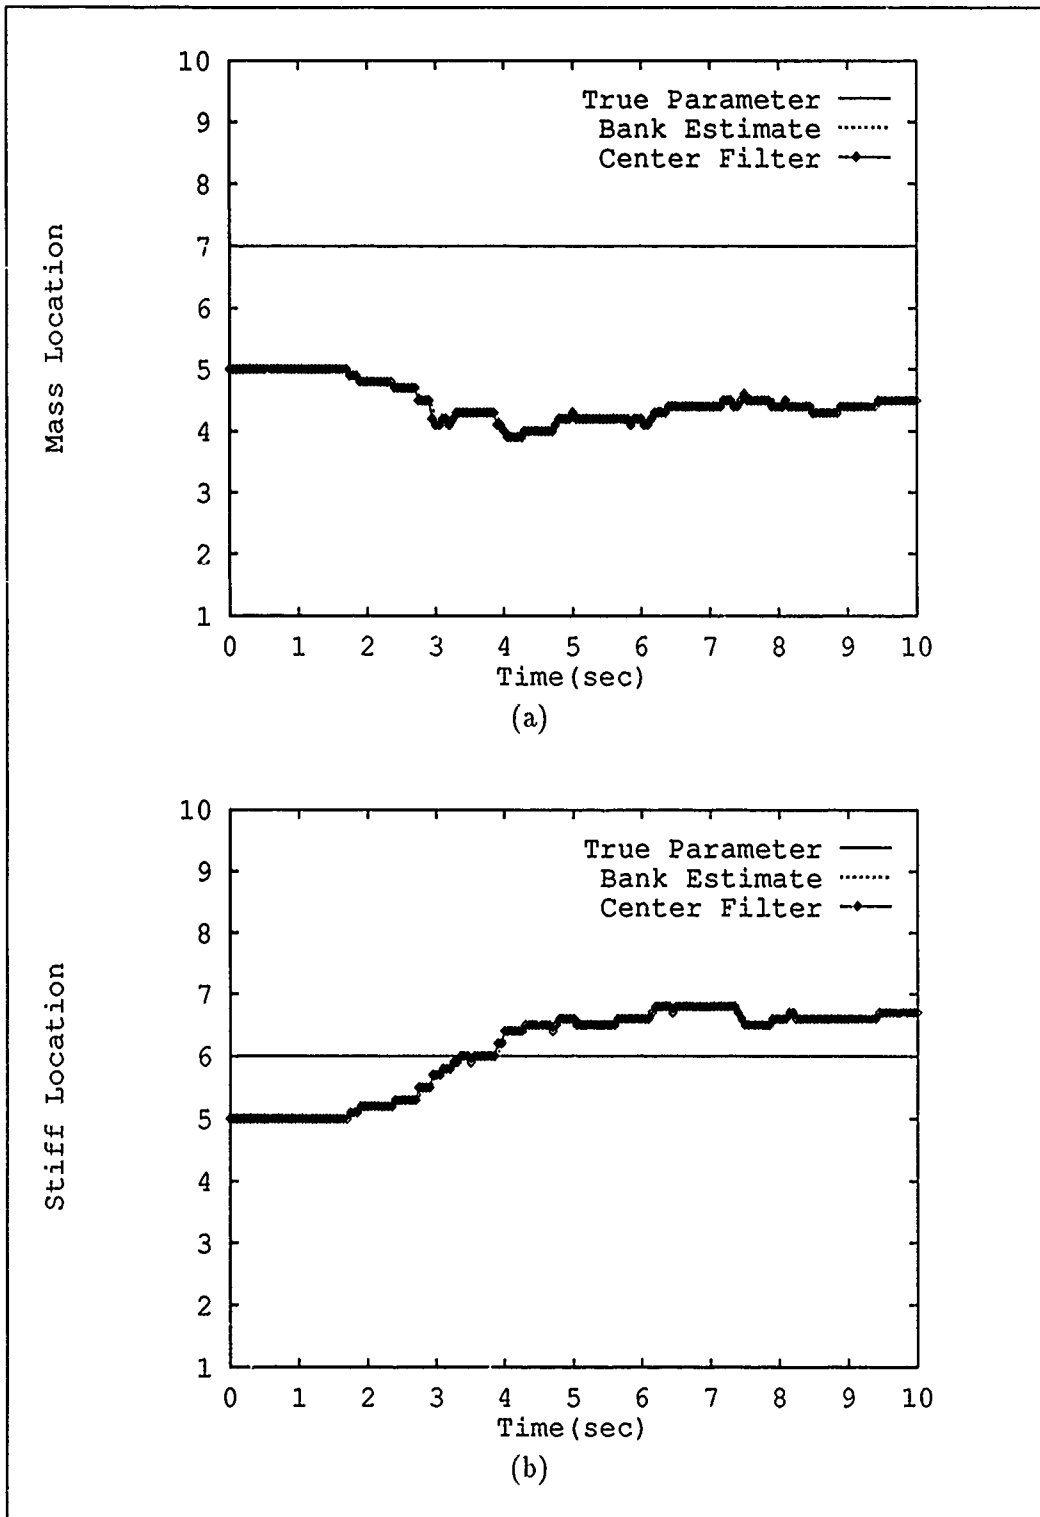 10
True Parameter
9
Bank Estimate
Center Filter
8
7
6
5
4
3
2
1
Mass Location
0 1 2 3 4 5 6 7 8 9 10
Time(sec)
(a)
10
True Parameter
9
Bank Estimate
Center Filter
8
7
6
5
4
3
2
1
Stiff Location
0 1 2 3 4 5 6 7 8 9 10
Time(sec)
(b)